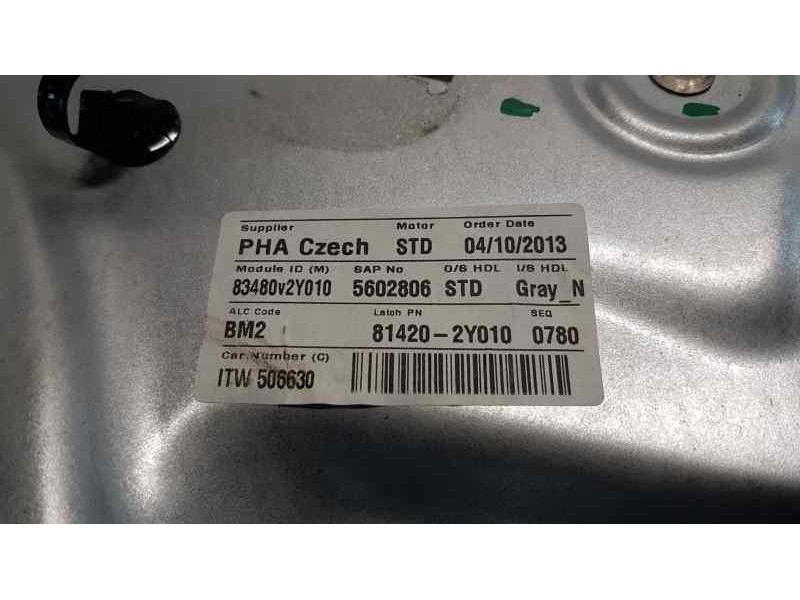 Supplier Motor Order Date
PHA Czech STD 04/10/2013
Module ID (M) SAP No O/S HDL I/S HDL
83480v2Y010 5602806 STD Gray_N
ALC Code Latch PN SEQ
BM2 81420-2Y010 0780
Car Number (C)
ITW 506630